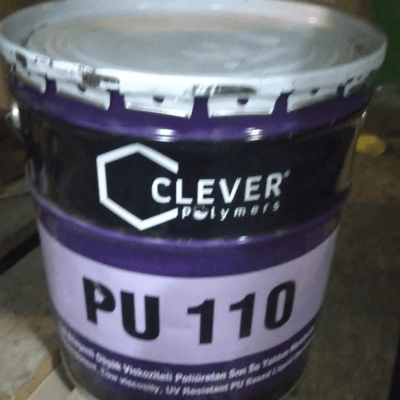 CLEVER®
Polymers
PU 110
Düşük Viskoziteli Poliüretan Sıvı Su Yalıtım
Low viscosity, UV Resistant PU Based Liquid